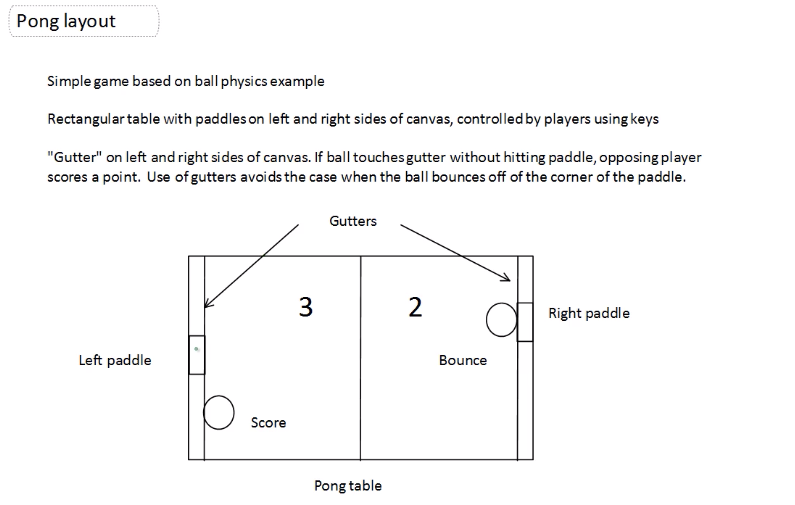 Pong layout
Simple game based on ball physics example
Rectangular table with paddles on left and right sides of canvas, controlled by players using keys
"Gutter" on left and right sides of canvas. If ball touches gutter without hitting paddle, opposing player
scores a point. Use of gutters avoids the case when the ball bounces off of the corner of the paddle.
Gutters
3
2
Right paddle
Left paddle
Bounce
Score
Pong table